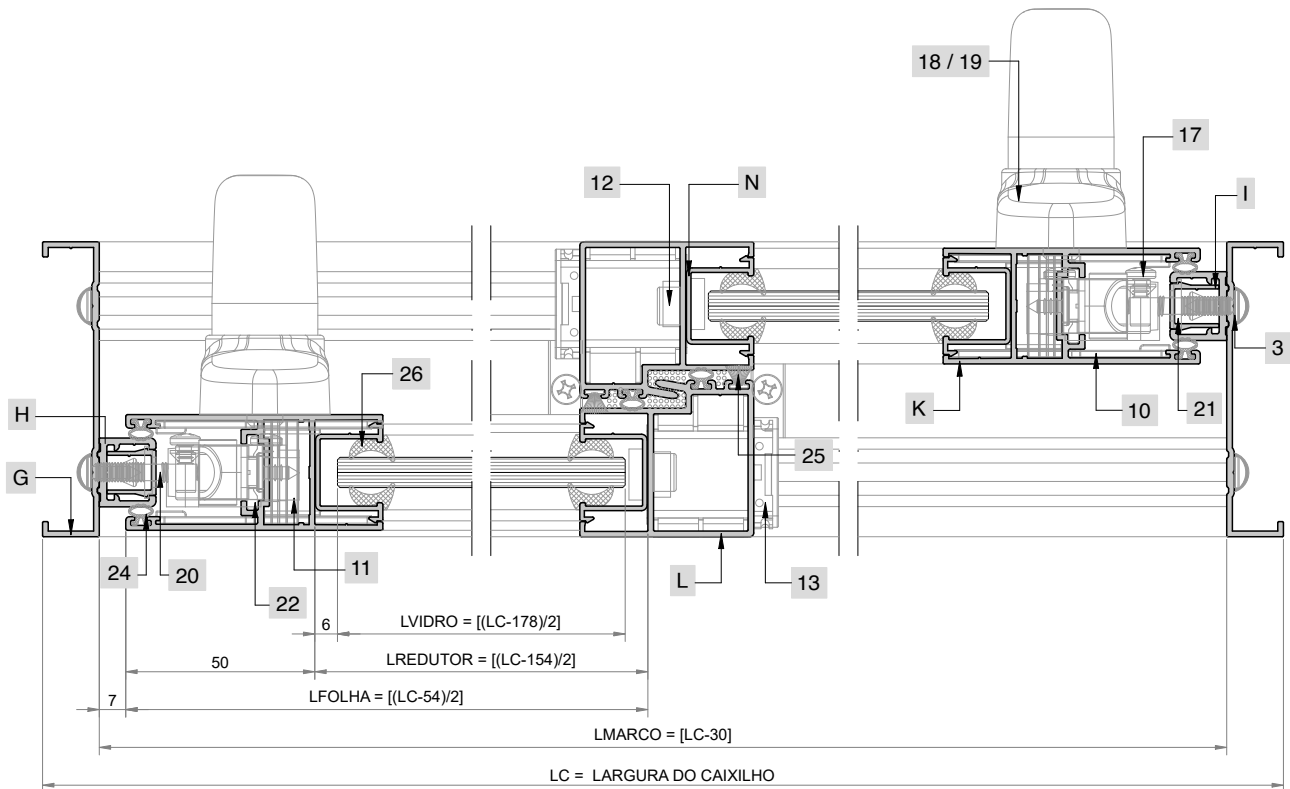 18 / 19
17
12
N
I
26
3
H
K
10
21
G
25
24
20
22
11
L
13
6
LVIDRO = [(LC-178)/2]
50
LREDUTOR = [(LC-154)/2]
7
LFOLHA = [(LC-54)/2]
LMARCO = [LC-30]
LC = LARGURA DO CAIXILHO